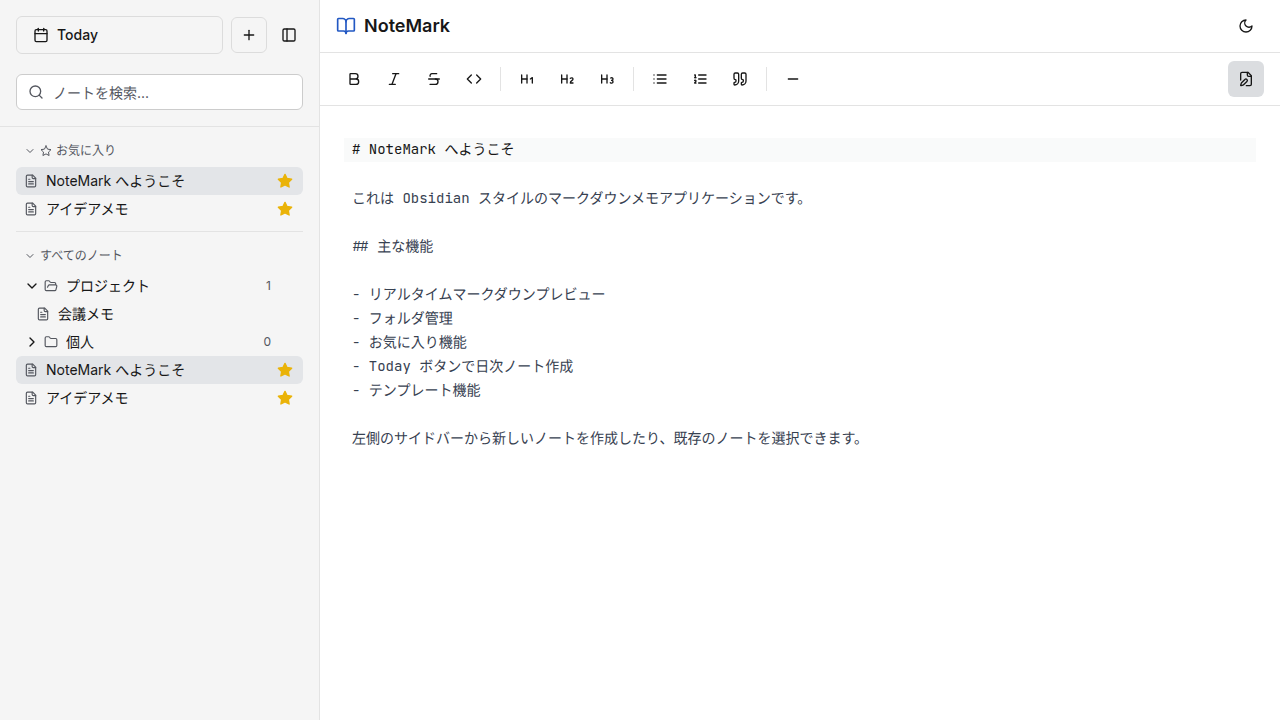 Today
ノートを検索...
お気に入り
NoteMark へようこそ
アイデアメモ
すべてのノート
プロジェクト 1
会議メモ
個人 0
NoteMark へようこそ
アイデアメモ
NoteMark
H1 H2 H3
# NoteMark へようこそ
これは Obsidian スタイルのマークダウンメモアプリケーションです。
## 主な機能
- リアルタイムマークダウンプレビュー
- フォルダ管理
- お気に入り機能
- Today ボタンで日次ノート作成
- テンプレート機能
左側のサイドバーから新しいノートを作成したり、既存のノートを選択できます。